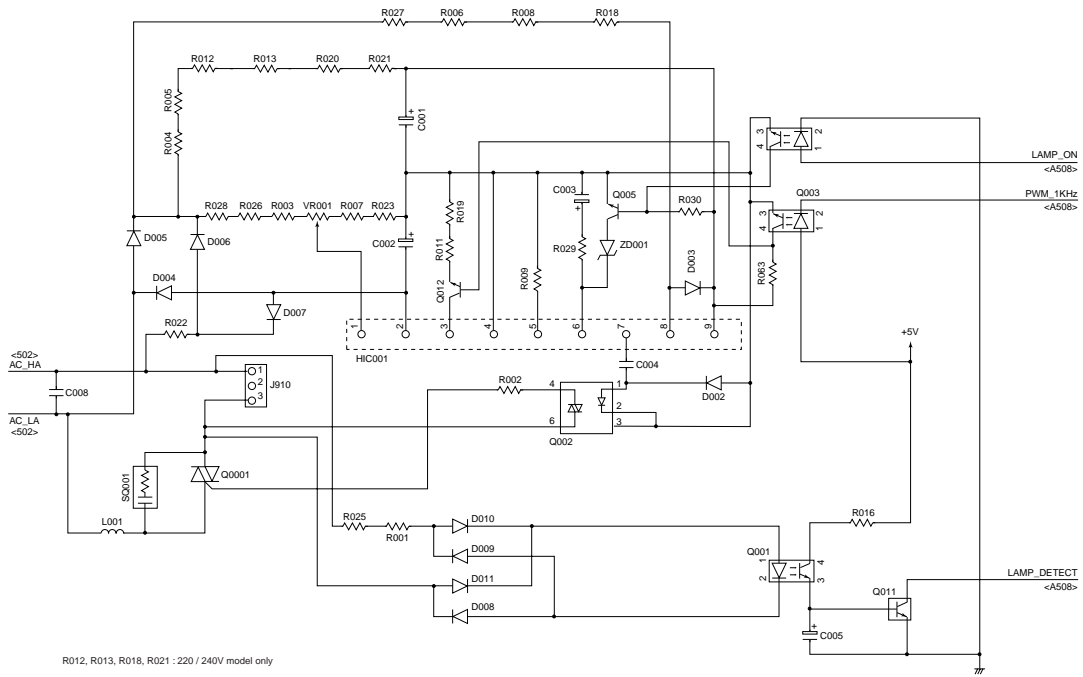 R027 R006 R008 R018
R012 R013 R020 R021
R005
R004
C001
3 2
4 1
LAMP_ON
<A508>
Q003
PWM_1KHz
<A508>
3 2
4 1
R028 R026 R003 VR001 R007 R023
D005 D006
C002
R019
R011
Q012
R009
C003
Q005
R029
ZD001
R030
D003
R063
D004
D007
R022
1 2 3 4 5 6 7 8 9
HIC001
+5V
<502>
AC_HA
C008
AC_LA
<502>
1
2
3
J910
R002
4
6
1
2
3
Q002
C004
D002
SQ001
Q0001
L001
R025
R001
D010
D009
D011
D008
R016
Q001
1 4
2 3
LAMP_DETECT
<A508>
Q011
C005
R012, R013, R018, R021 : 220 / 240V model only